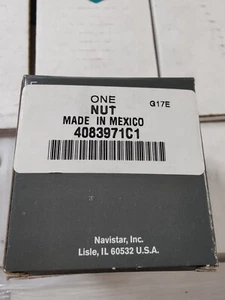 ONE
G17E
NUT
MADE IN MEXICO
4083971C1
Navistar, Inc.
Lisle, IL 60532 U.S.A.